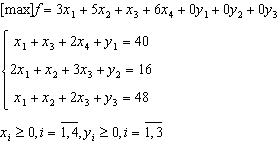 [max] f = 3x₁ + 5x₂ + x₃ + 6x₄ + 0y₁ + 0y₂ + 0y₃
x₁ + x₃ + 2x₄ + y₁ = 40
2x₁ + x₂ + 3x₃ + y₂ = 16
x₁ + x₂ + 2x₃ + y₃ = 48
xᵢ ≥ 0, i = 1,4, yᵢ ≥ 0, i = 1,3